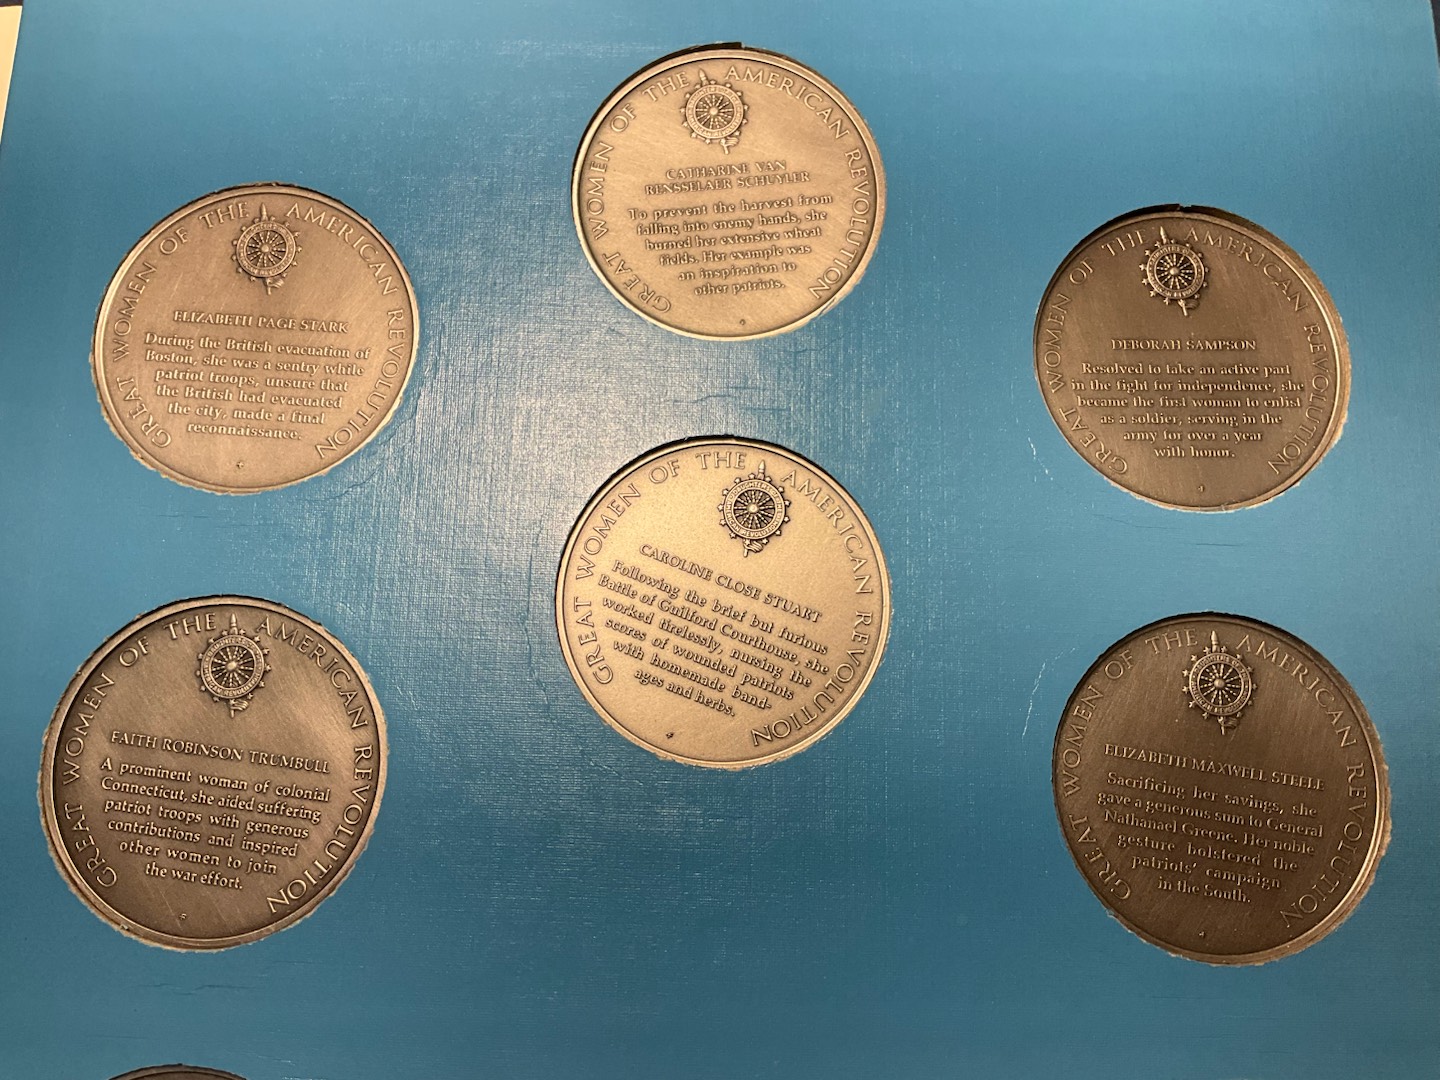 GREAT WOMEN OF THE AMERICAN REVOLUTION
CATHARINE VAN
RENSSELAER SCHUYLER
To prevent the harvest from
falling into enemy hands, she
burned her extensive wheat
fields. Her example was
an inspiration to
other patriots.
GREAT WOMEN OF THE AMERICAN REVOLUTION
ELIZABETH PAGE STARK
During the British evacuation of
Boston, she was a sentry while
patriot troops, unsure that
the British had evacuated
the city, made a final
reconnaissance.
GREAT WOMEN OF THE AMERICAN REVOLUTION
DEBORAH SAMPSON
Resolved to take an active part
in the fight for independence, she
became the first woman to enlist
as a soldier, serving in the
army for over a year
with honor.
GREAT WOMEN OF THE AMERICAN REVOLUTION
CAROLINE CLOSE STUART
Following the brief but furious
Battle of Guilford Courthouse, she
worked tirelessly, nursing the
scores of wounded patriots
with homemade band-
ages and herbs.
GREAT WOMEN OF THE AMERICAN REVOLUTION
FAITH ROBINSON TRUMBULL
A prominent woman of colonial
Connecticut, she aided suffering
patriot troops with generous
contributions and inspired
other women to join
the war effort.
GREAT WOMEN OF THE AMERICAN REVOLUTION
ELIZABETH MAXWELL STEELE
Sacrificing her savings, she
gave a generous sum to General
Nathanael Greene. Her noble
gesture bolstered the
patriots' campaign
in the South.